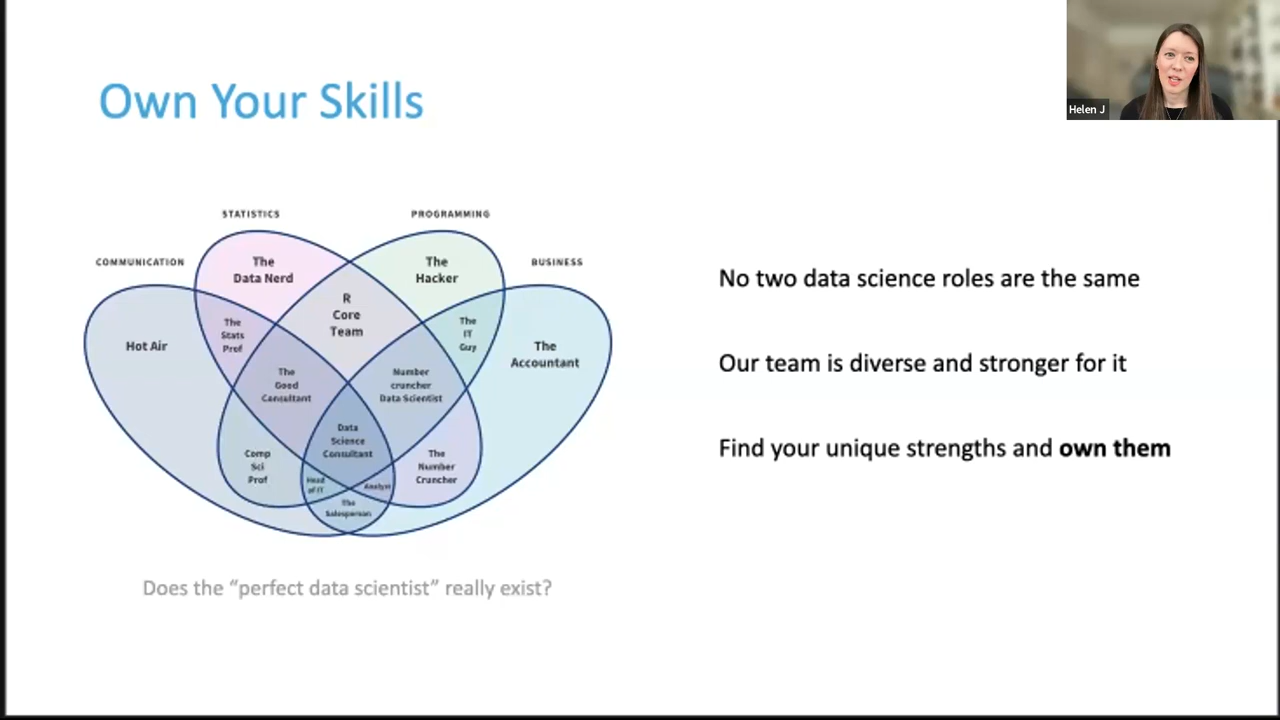 Own Your Skills
Helen J
STATISTICS
PROGRAMMING
COMMUNICATION
BUSINESS
The
Data Nerd
The
Hacker
R
Core
Team
The
Stats
Prof
The
IT
Guy
Hot Air
The
Accountant
The
Good
Consultant
Number
cruncher
Data Scientist
Data
Science
Consultant
Comp
Sci
Prof
The
Number
Cruncher
Head
of IT
Analyst
The
Salesperson
Does the “perfect data scientist” really exist?
No two data science roles are the same
Our team is diverse and stronger for it
Find your unique strengths and own them